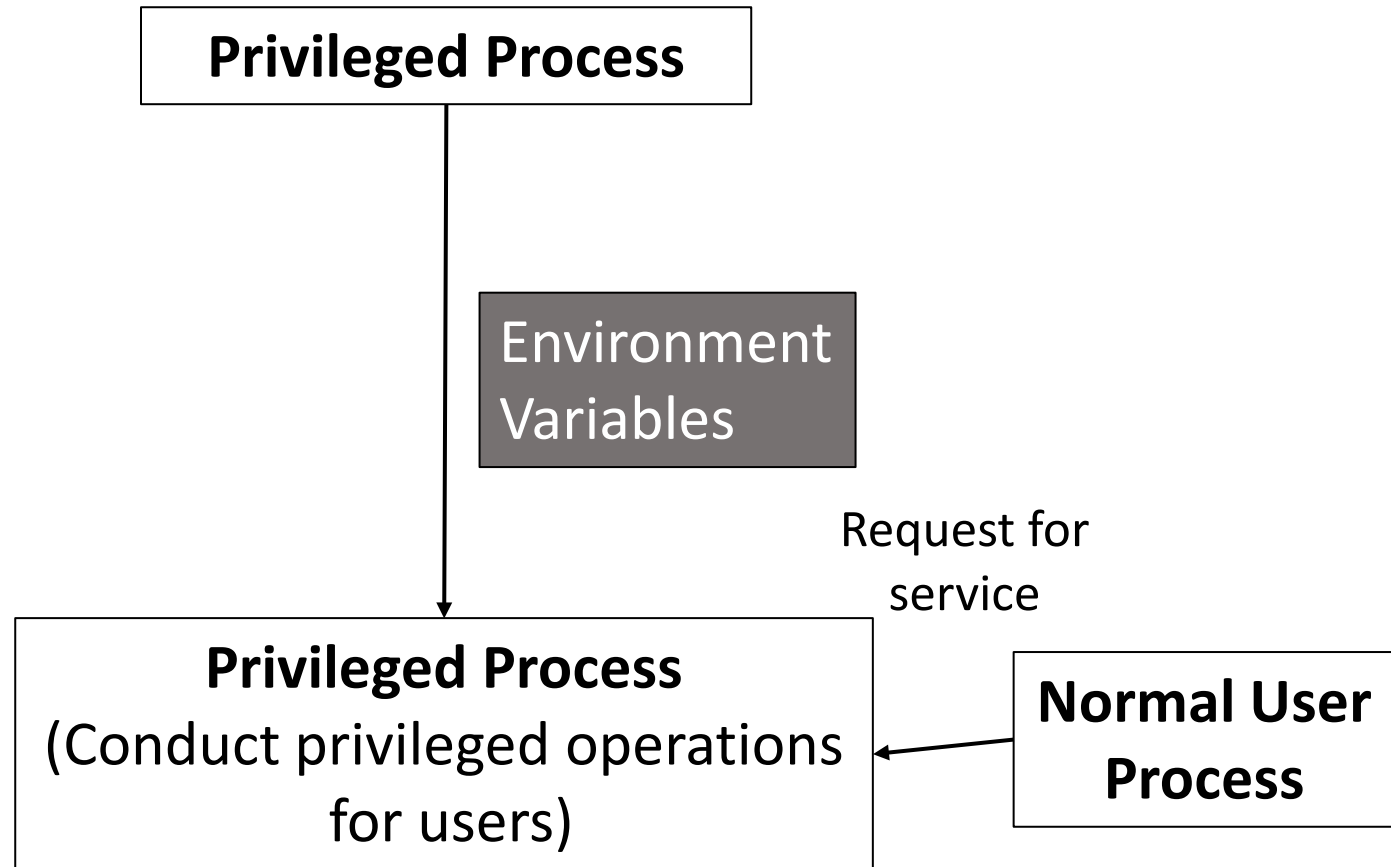 Privileged Process
Environment
Variables
Request for
service
Privileged Process
(Conduct privileged operations
for users)
Normal User
Process